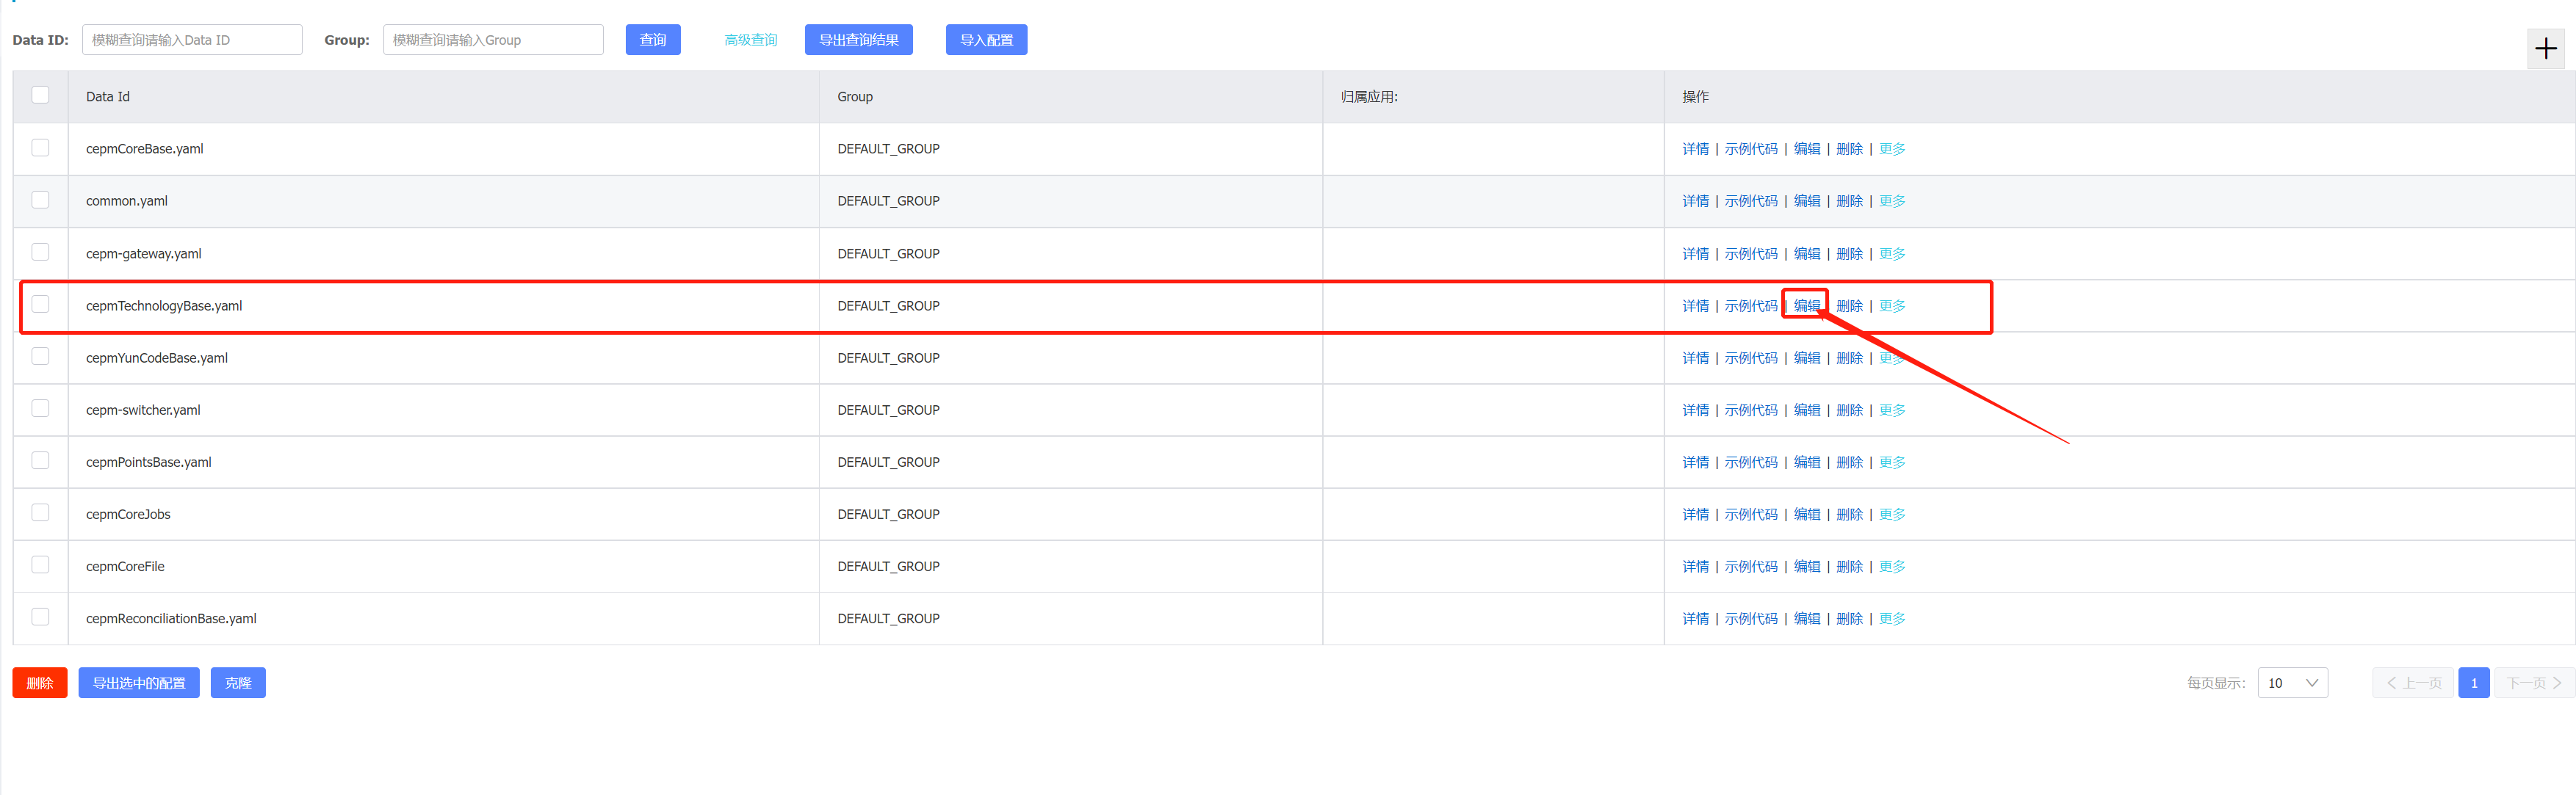 Data ID: 模糊查询请输入Data ID Group: 模糊查询请输入Group 查询 高级查询 导出查询结果 导入配置
Data Id Group 归属应用: 操作
cepmCoreBase.yaml DEFAULT_GROUP 详情 | 示例代码 | 编辑 | 删除 | 更多
common.yaml DEFAULT_GROUP 详情 | 示例代码 | 编辑 | 删除 | 更多
cepm-gateway.yaml DEFAULT_GROUP 详情 | 示例代码 | 编辑 | 删除 | 更多
cepmTechnologyBase.yaml DEFAULT_GROUP 详情 | 示例代码 | 编辑 删除 | 更多
cepmYunCodeBase.yaml DEFAULT_GROUP 详情 | 示例代码 | 编辑 | 删除 | 更多
cepm-switcher.yaml DEFAULT_GROUP 详情 | 示例代码 | 编辑 | 删除 | 更多
cepmPointsBase.yaml DEFAULT_GROUP 详情 | 示例代码 | 编辑 | 删除 | 更多
cepmCoreJobs DEFAULT_GROUP 详情 | 示例代码 | 编辑 | 删除 | 更多
cepmCoreFile DEFAULT_GROUP 详情 | 示例代码 | 编辑 | 删除 | 更多
cepmReconciliationBase.yaml DEFAULT_GROUP 详情 | 示例代码 | 编辑 | 删除 | 更多
删除 导出选中的配置 克隆 每页显示: 10 上一页 1 下一页